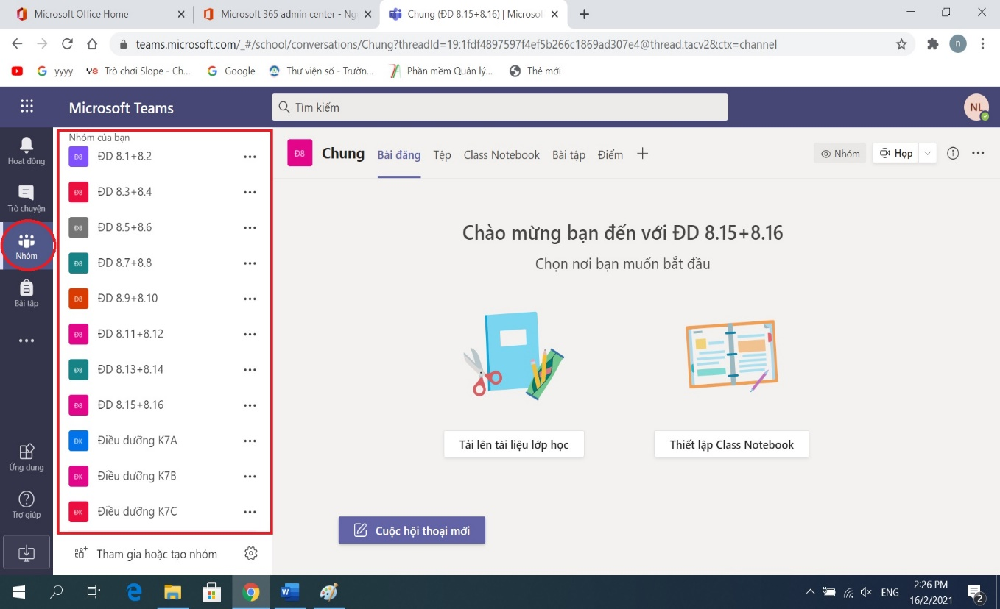 Microsoft Office Home
Microsoft 365 admin center - Ng
Chung (ĐD 8.15+8.16) | Microsof
teams.microsoft.com/_#/school/conversations/Chung?threadId=19:1fdf4897597f4ef5b266c1869ad307e4@thread.tacv2&ctx=channel
n
yyyy
Trò chơi Slope - Ch...
Google
Thư viện số - Trườn...
Phần mềm Quản lý...
Thẻ mới
Microsoft Teams
Tìm kiếm
NL
Hoạt động
Trò chuyện
Nhóm
Bài tập
Ứng dụng
Trợ giúp
Nhóm của bạn
Đ8 ĐD 8.1+8.2
Đ8 ĐD 8.3+8.4
Đ8 ĐD 8.5+8.6
Đ8 ĐD 8.7+8.8
Đ8 ĐD 8.9+8.10
Đ8 ĐD 8.11+8.12
Đ8 ĐD 8.13+8.14
Đ8 ĐD 8.15+8.16
ĐK Điều dưỡng K7A
ĐK Điều dưỡng K7B
ĐK Điều dưỡng K7C
Tham gia hoặc tạo nhóm
Đ8 Chung Bài đăng Tệp Class Notebook Bài tập Điểm
Nhóm Họp
Chào mừng bạn đến với ĐD 8.15+8.16
Chọn nơi bạn muốn bắt đầu
Tải lên tài liệu lớp học
Thiết lập Class Notebook
Cuộc hội thoại mới
ENG
2:26 PM
16/2/2021
2